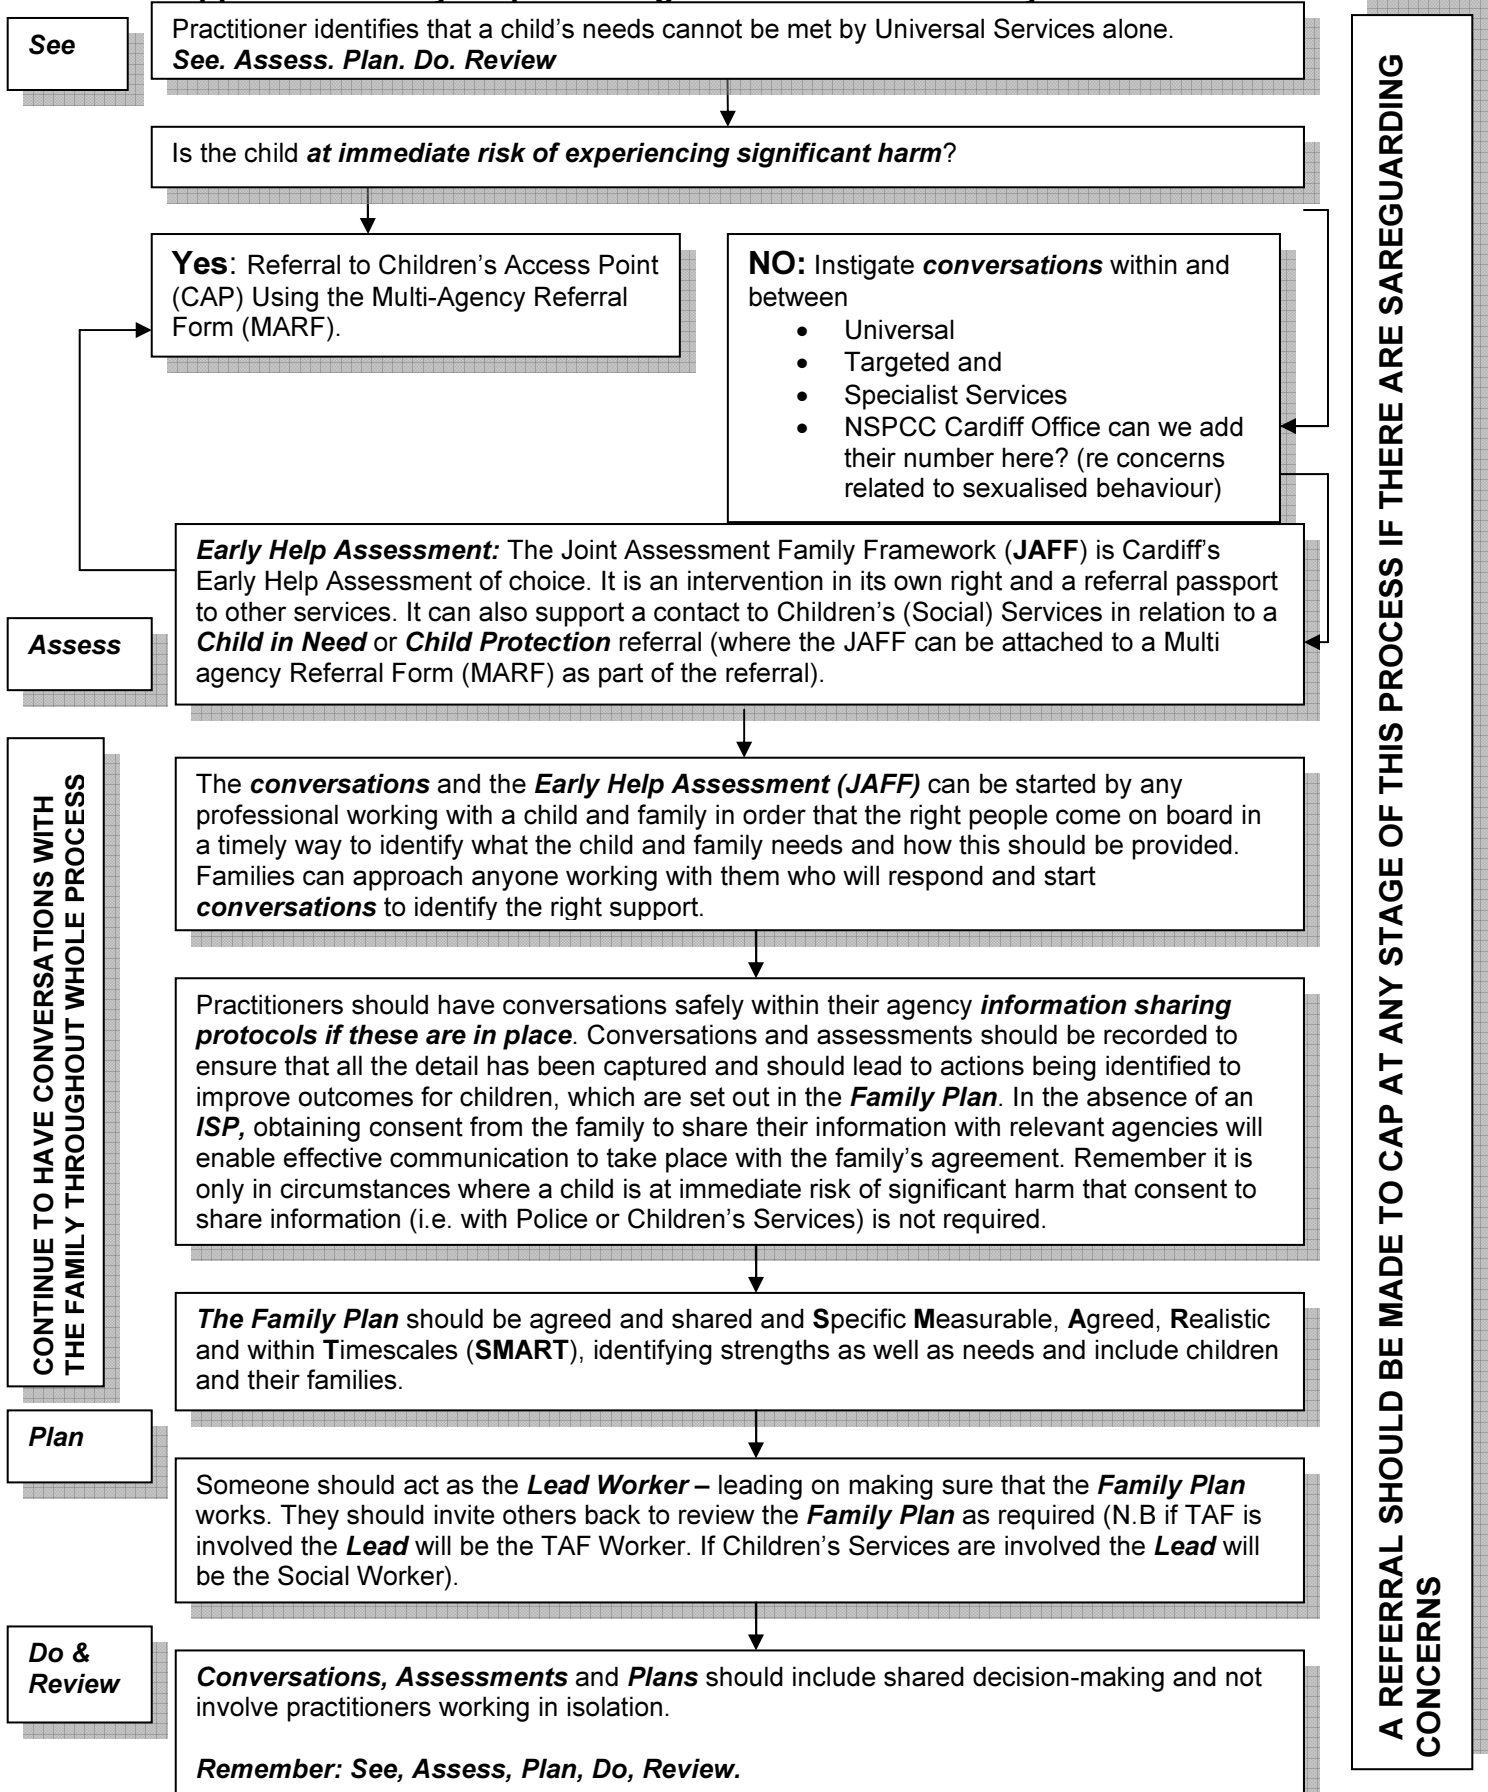 See
Practitioner identifies that a child's needs cannot be met by Universal Services alone.
See. Assess. Plan. Do. Review
Is the child at immediate risk of experiencing significant harm?
Yes: Referral to Children's Access Point
(CAP) Using the Multi-Agency Referral
Form (MARF).
NO: Instigate conversations within and
between
• Universal
• Targeted and
• Specialist Services
• NSPCC Cardiff Office can we add
their number here? (re concerns
related to sexualised behaviour)
Assess
Early Help Assessment: The Joint Assessment Family Framework (JAFF) is Cardiff's
Early Help Assessment of choice. It is an intervention in its own right and a referral passport
to other services. It can also support a contact to Children's (Social) Services in relation to a
Child in Need or Child Protection referral (where the JAFF can be attached to a Multi
agency Referral Form (MARF) as part of the referral).
CONTINUE TO HAVE CONVERSATIONS WITH
THE FAMILY THROUGHOUT WHOLE PROCESS
The conversations and the Early Help Assessment (JAFF) can be started by any
professional working with a child and family in order that the right people come on board in
a timely way to identify what the child and family needs and how this should be provided.
Families can approach anyone working with them who will respond and start
conversations to identify the right support.
Practitioners should have conversations safely within their agency information sharing
protocols if these are in place. Conversations and assessments should be recorded to
ensure that all the detail has been captured and should lead to actions being identified to
improve outcomes for children, which are set out in the Family Plan. In the absence of an
ISP, obtaining consent from the family to share their information with relevant agencies will
enable effective communication to take place with the family's agreement. Remember it is
only in circumstances where a child is at immediate risk of significant harm that consent to
share information (i.e. with Police or Children's Services) is not required.
The Family Plan should be agreed and shared and Specific Measurable, Agreed, Realistic
and within Timescales (SMART), identifying strengths as well as needs and include children
and their families.
Plan
Someone should act as the Lead Worker – leading on making sure that the Family Plan
works. They should invite others back to review the Family Plan as required (N.B if TAF is
involved the Lead will be the TAF Worker. If Children's Services are involved the Lead will
be the Social Worker).
Do &
Review
Conversations, Assessments and Plans should include shared decision-making and not
involve practitioners working in isolation.
Remember: See, Assess, Plan, Do, Review.
A REFERRAL SHOULD BE MADE TO CAP AT ANY STAGE OF THIS PROCESS IF THERE ARE SAREGUARDING
CONCERNS